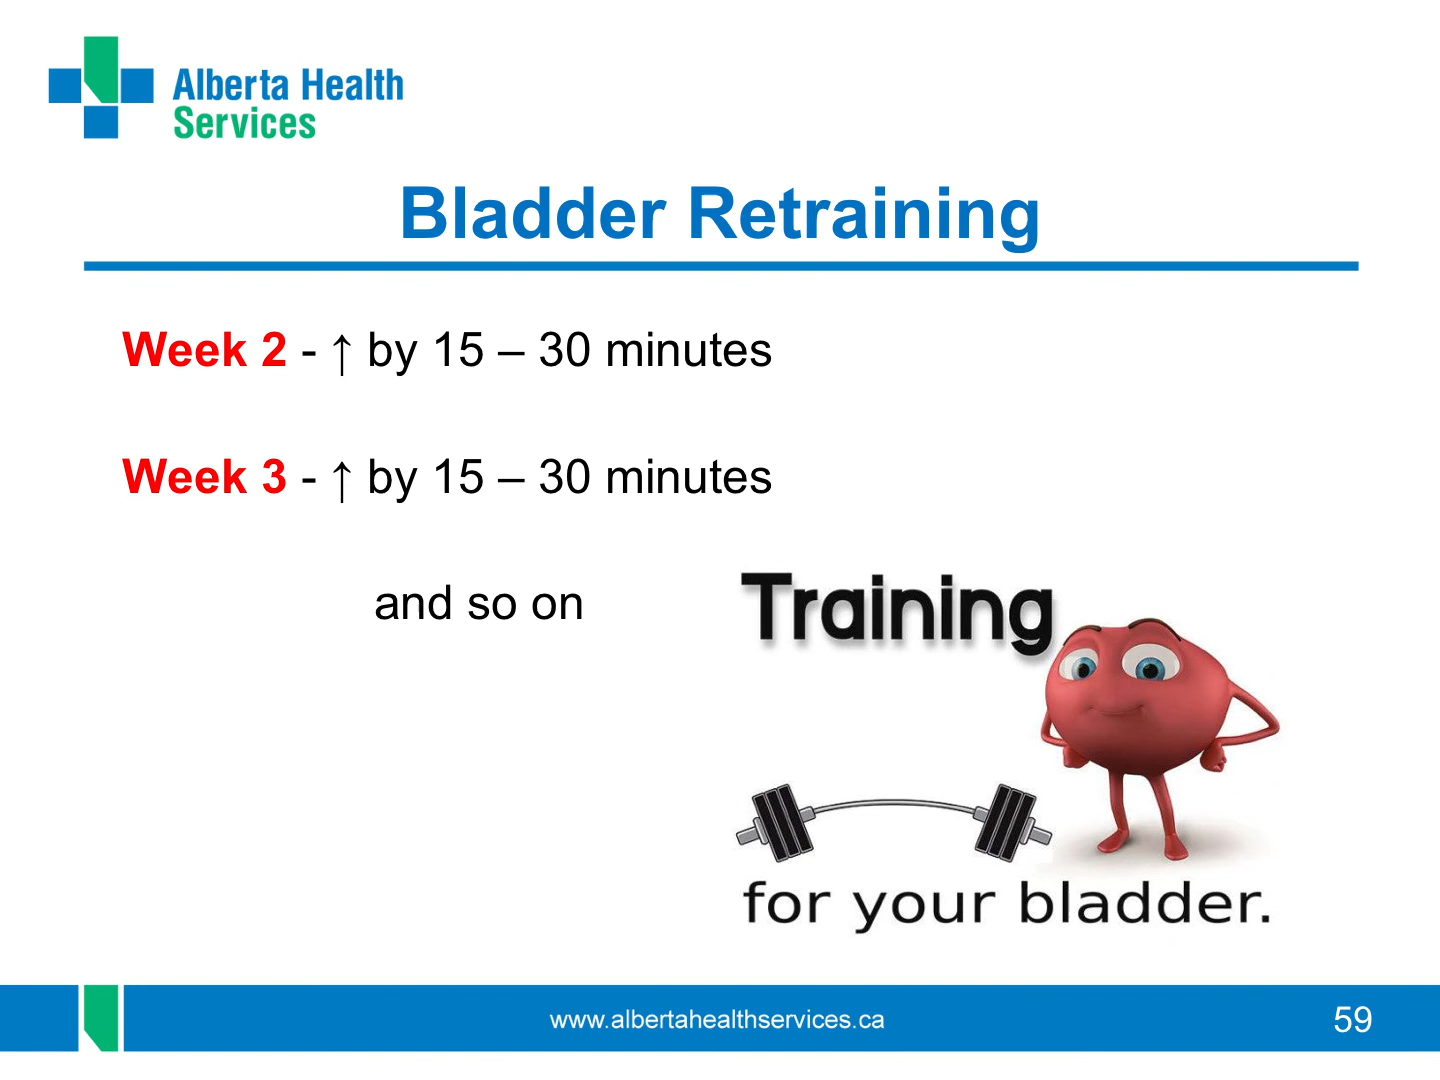 Alberta Health
Services
Bladder Retraining
Week 2 - ↑ by 15 – 30 minutes
Week 3 - ↑ by 15 – 30 minutes
and so on
Training
for your bladder.
www.albertahealthservices.ca
59